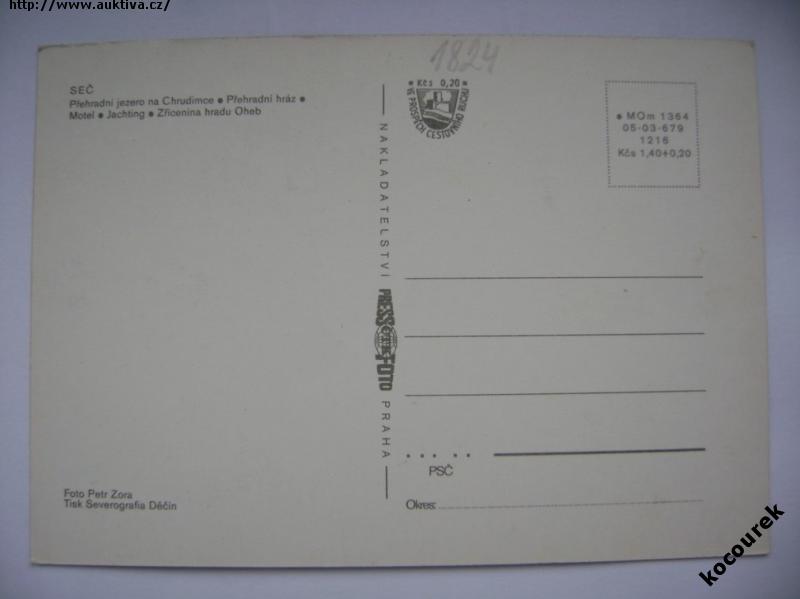 http://www.auktiva.cz/
1824
SEČ
Přehradní jezero na Chrudimce ● Přehradní hráz ●
Motel ● Jachting ● Zřícenina hradu Oheb
● Kčs 0,20 ●
VE PROSPĚCH CESTOVNÍHO RUCHU
● MOm 1364
05-03-679
1216
Kčs 1,40+0,20
NAKLADATELSTVÍ PRESSFOTO PRAHA
PSČ
Okres:
Foto Petr Zora
Tisk Severografia Děčín
kocourek